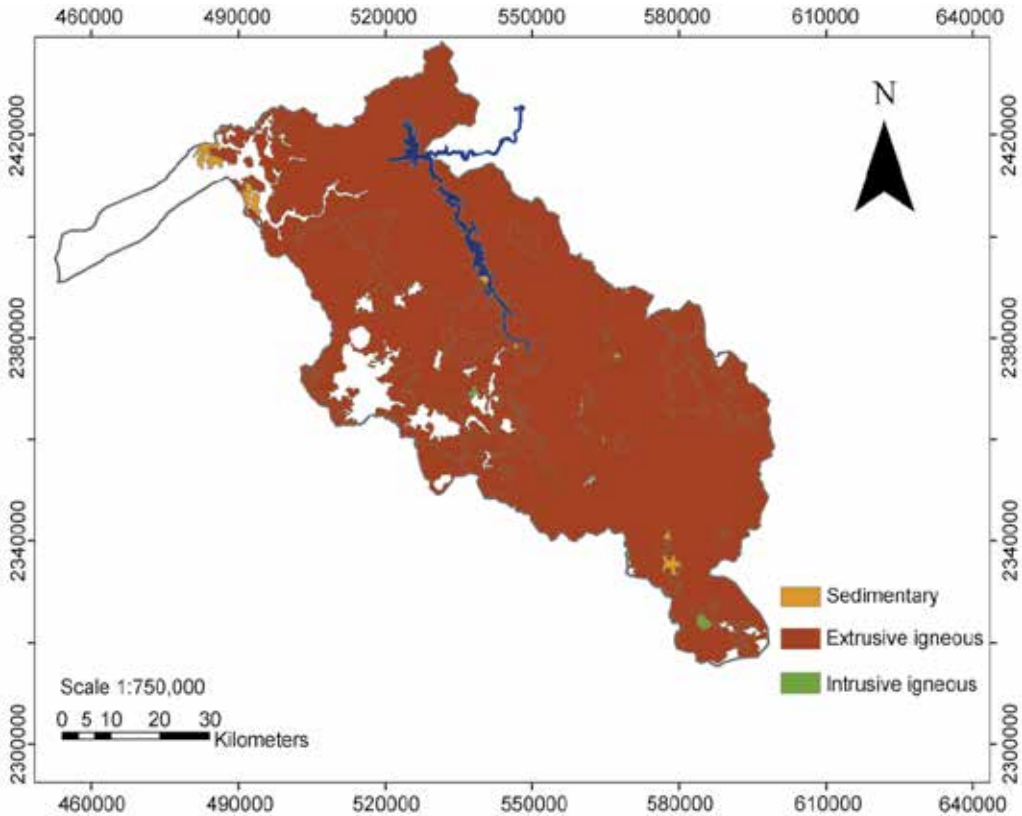 460000 490000 520000 550000 580000 610000 640000
N
2420000 2420000
2380000 2380000
2340000 2340000
Sedimentary
Extrusive igneous
Intrusive igneous
Scale 1:750,000
0 5 10 20 30
Kilometers
2300000 2300000
460000 490000 520000 550000 580000 610000 640000